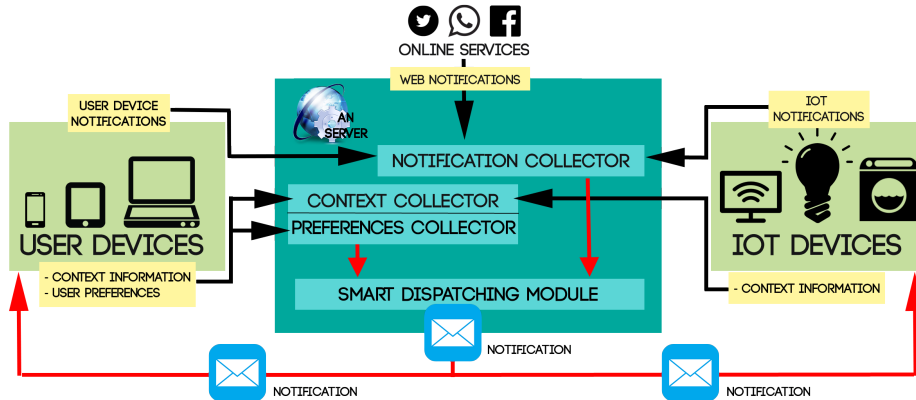 ONLINE SERVICES
WEB NOTIFICATIONS
USER DEVICE
NOTIFICATIONS
IOT
NOTIFICATIONS
AN
SERVER
NOTIFICATION COLLECTOR
CONTEXT COLLECTOR
PREFERENCES COLLECTOR
USER DEVICES
IOT DEVICES
- CONTEXT INFORMATION
- USER PREFERENCES
- CONTEXT INFORMATION
SMART DISPATCHING MODULE
NOTIFICATION
NOTIFICATION
NOTIFICATION